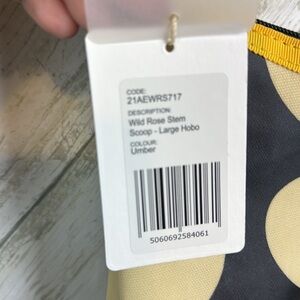 CODE:
21AEWRS717
DESCRIPTION:
Wild Rose Stem
Scoop - Large Hobo
COLOUR:
Umber
5060692584061